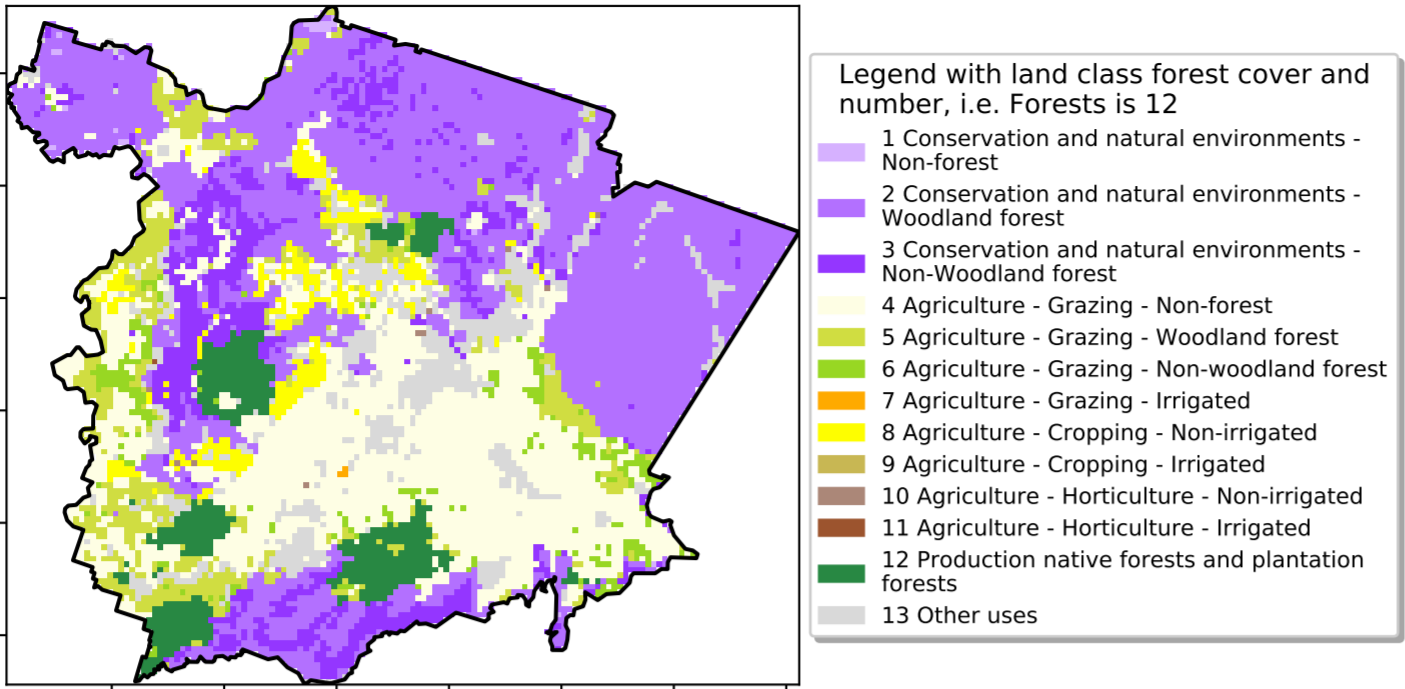 Legend with land class forest cover and
number, i.e. Forests is 12
1 Conservation and natural environments -
Non-forest
2 Conservation and natural environments -
Woodland forest
3 Conservation and natural environments -
Non-Woodland forest
4 Agriculture - Grazing - Non-forest
5 Agriculture - Grazing - Woodland forest
6 Agriculture - Grazing - Non-woodland forest
7 Agriculture - Grazing - Irrigated
8 Agriculture - Cropping - Non-irrigated
9 Agriculture - Cropping - Irrigated
10 Agriculture - Horticulture - Non-irrigated
11 Agriculture - Horticulture - Irrigated
12 Production native forests and plantation
forests
13 Other uses